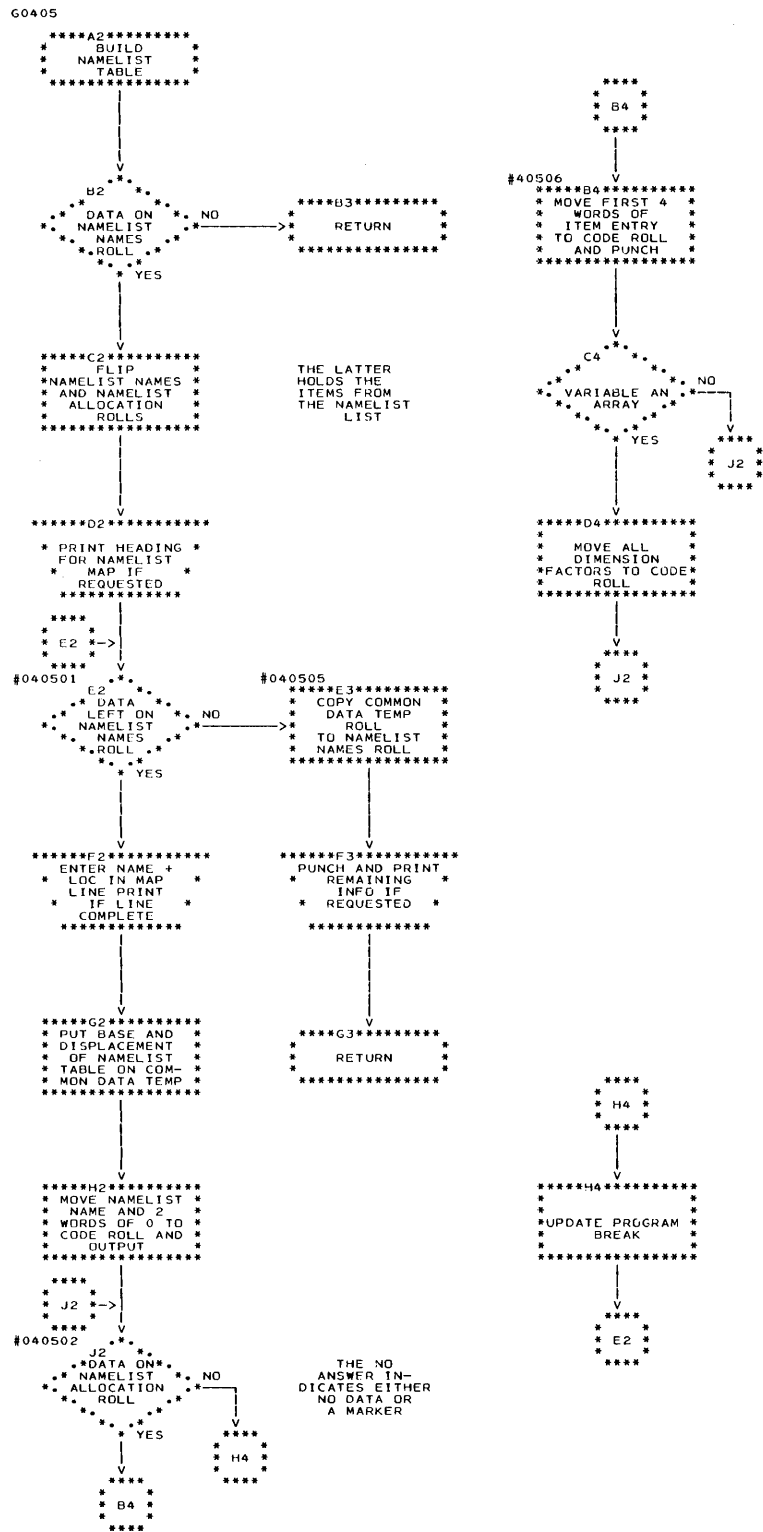 G0405
A2
BUILD
NAMELIST
TABLE
B2
DATA ON
NAMELIST
NAMES
ROLL
NO
YES
B3
RETURN
C2
FLIP
NAMELIST NAMES
AND NAMELIST
ALLOCATION
ROLLS
THE LATTER
HOLDS THE
ITEMS FROM
THE NAMELIST
LIST
D2
PRINT HEADING
FOR NAMELIST
MAP IF
REQUESTED
E2
#040501
E2
DATA
LEFT ON
NAMELIST
NAMES
ROLL
NO
YES
#040505
E3
COPY COMMON
DATA TEMP
ROLL
TO NAMELIST
NAMES ROLL
F2
ENTER NAME +
LOC IN MAP
LINE PRINT
IF LINE
COMPLETE
F3
PUNCH AND PRINT
REMAINING
INFO IF
REQUESTED
G2
PUT BASE AND
DISPLACEMENT
OF NAMELIST
TABLE ON COM-
MON DATA TEMP
G3
RETURN
H2
MOVE NAMELIST
NAME AND 2
WORDS OF 0 TO
CODE ROLL AND
OUTPUT
J2
#040502
J2
DATA ON
NAMELIST
ALLOCATION
ROLL
NO
YES
H4
B4
THE NO
ANSWER IN-
DICATES EITHER
NO DATA OR
A MARKER
B4
#40506
B4
MOVE FIRST 4
WORDS OF
ITEM ENTRY
TO CODE ROLL
AND PUNCH
C4
VARIABLE AN
ARRAY
NO
YES
J2
D4
MOVE ALL
DIMENSION
FACTORS TO CODE
ROLL
J2
H4
H4
UPDATE PROGRAM
BREAK
E2